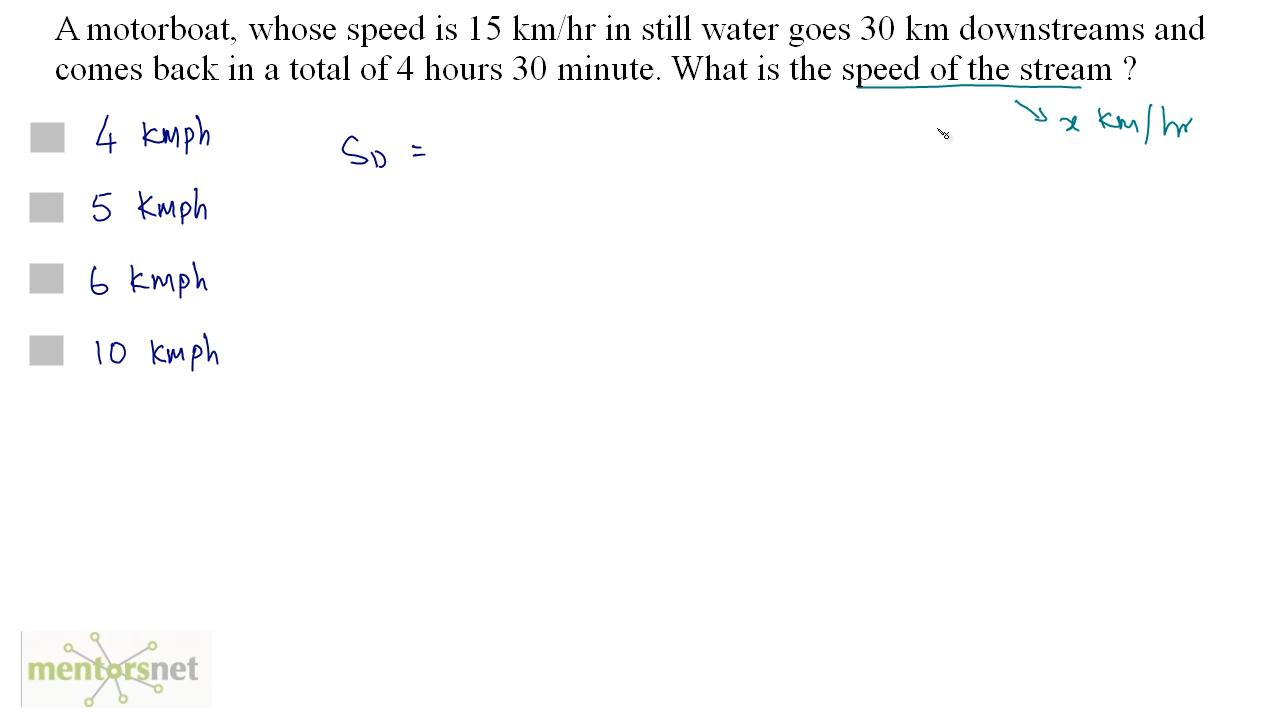 A motorboat, whose speed is 15 km/hr in still water goes 30 km downstreams and
comes back in a total of 4 hours 30 minute. What is the speed of the stream ?
x km/hr
4 kmph
S_D =
5 kmph
6 kmph
10 kmph
mentorsnet